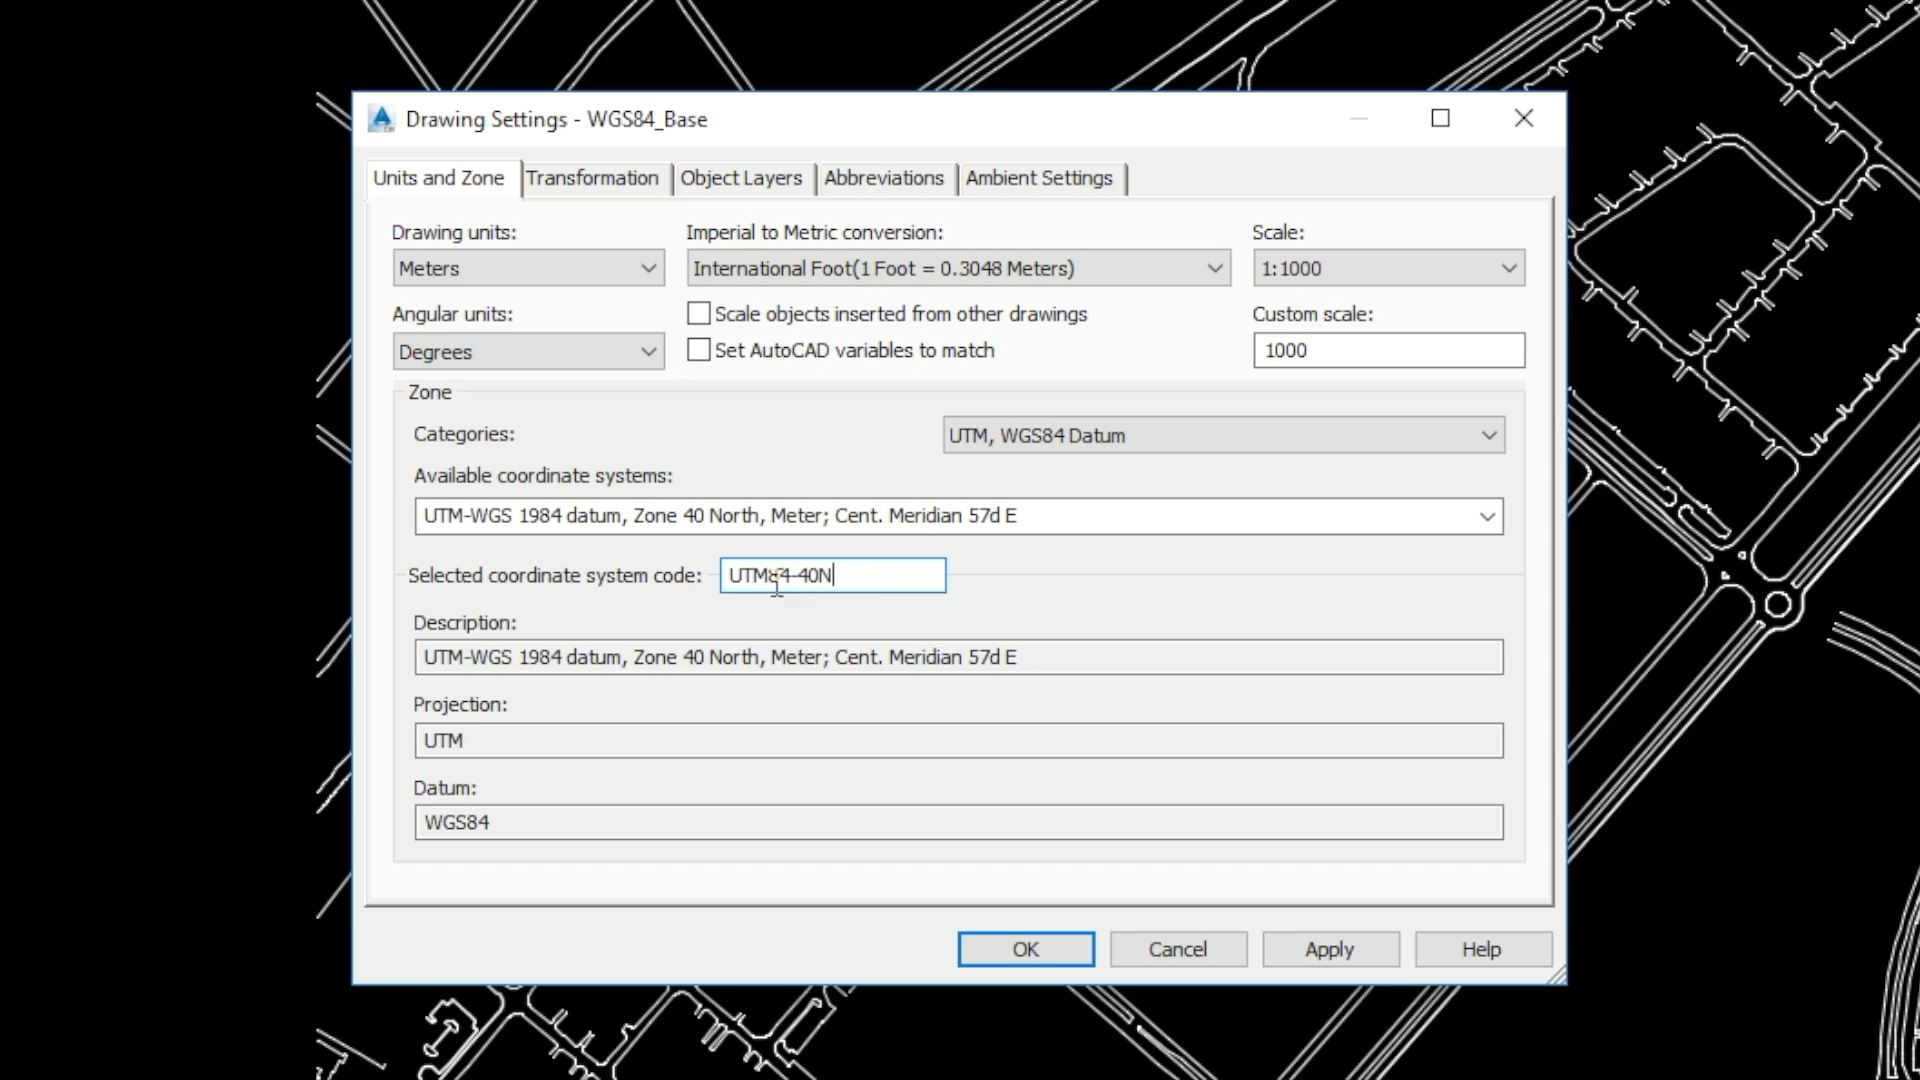 Drawing Settings - WGS84_Base
Units and Zone Transformation Object Layers Abbreviations Ambient Settings
Drawing units: Imperial to Metric conversion: Scale:
Meters International Foot(1 Foot = 0.3048 Meters) 1:1000
Angular units: Scale objects inserted from other drawings Custom scale:
Degrees Set AutoCAD variables to match 1000
Zone
Categories: UTM, WGS84 Datum
Available coordinate systems:
UTM-WGS 1984 datum, Zone 40 North, Meter; Cent. Meridian 57d E
Selected coordinate system code: UTM84-40N
Description:
UTM-WGS 1984 datum, Zone 40 North, Meter; Cent. Meridian 57d E
Projection:
UTM
Datum:
WGS84
OK Cancel Apply Help